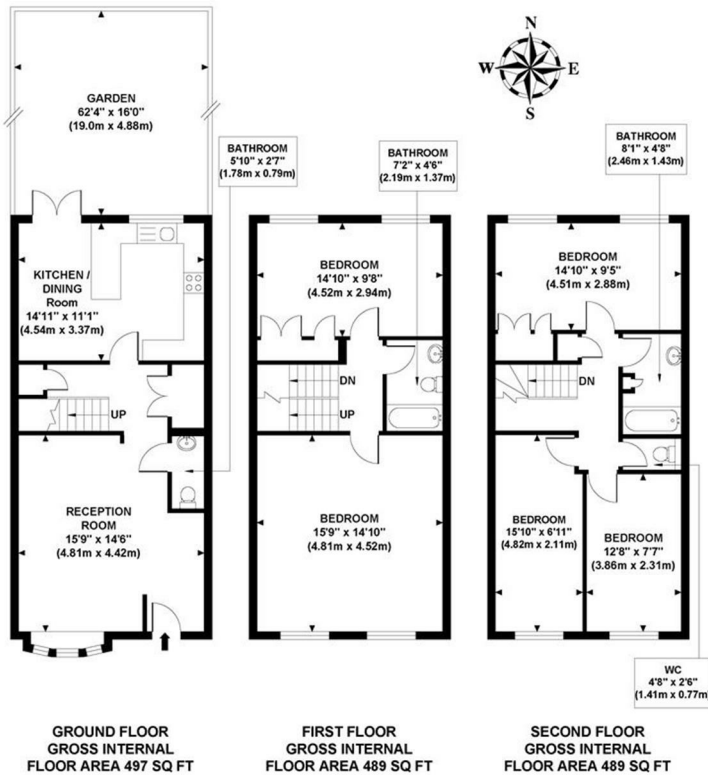 N
W E
S
GARDEN
62'4" x 16'0"
(19.0m x 4.88m)
BATHROOM
5'10" x 2'7"
(1.78m x 0.79m)
KITCHEN /
DINING
Room
14'11" x 11'1"
(4.54m x 3.37m)
UP
RECEPTION
ROOM
15'9" x 14'6"
(4.81m x 4.42m)
GROUND FLOOR
GROSS INTERNAL
FLOOR AREA 497 SQ FT
BATHROOM
7'2" x 4'6"
(2.19m x 1.37m)
BEDROOM
14'10" x 9'8"
(4.52m x 2.94m)
DN
UP
BEDROOM
15'9" x 14'10"
(4.81m x 4.52m)
FIRST FLOOR
GROSS INTERNAL
FLOOR AREA 489 SQ FT
BATHROOM
8'1" x 4'8"
(2.46m x 1.43m)
BEDROOM
14'10" x 9'5"
(4.51m x 2.88m)
DN
BEDROOM
15'10" x 6'11"
(4.82m x 2.11m)
BEDROOM
12'8" x 7'7"
(3.86m x 2.31m)
WC
4'8" x 2'6"
(1.41m x 0.77m)
SECOND FLOOR
GROSS INTERNAL
FLOOR AREA 489 SQ FT